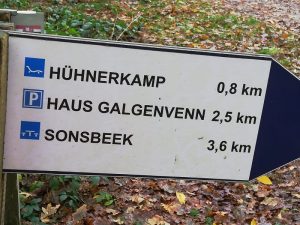 HÜHNERKAMP 0,8 km
P HAUS GALGENVENN 2,5 km
SONSBEEK 3,6 km